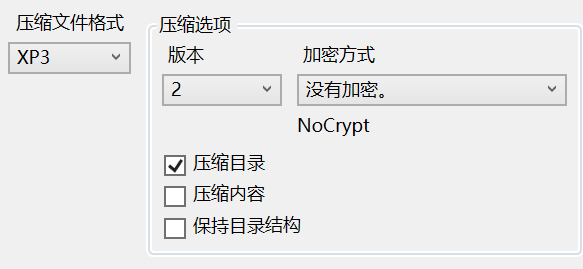 压缩文件格式
XP3
压缩选项
版本
加密方式
2
没有加密。
NoCrypt
压缩目录
压缩内容
保持目录结构